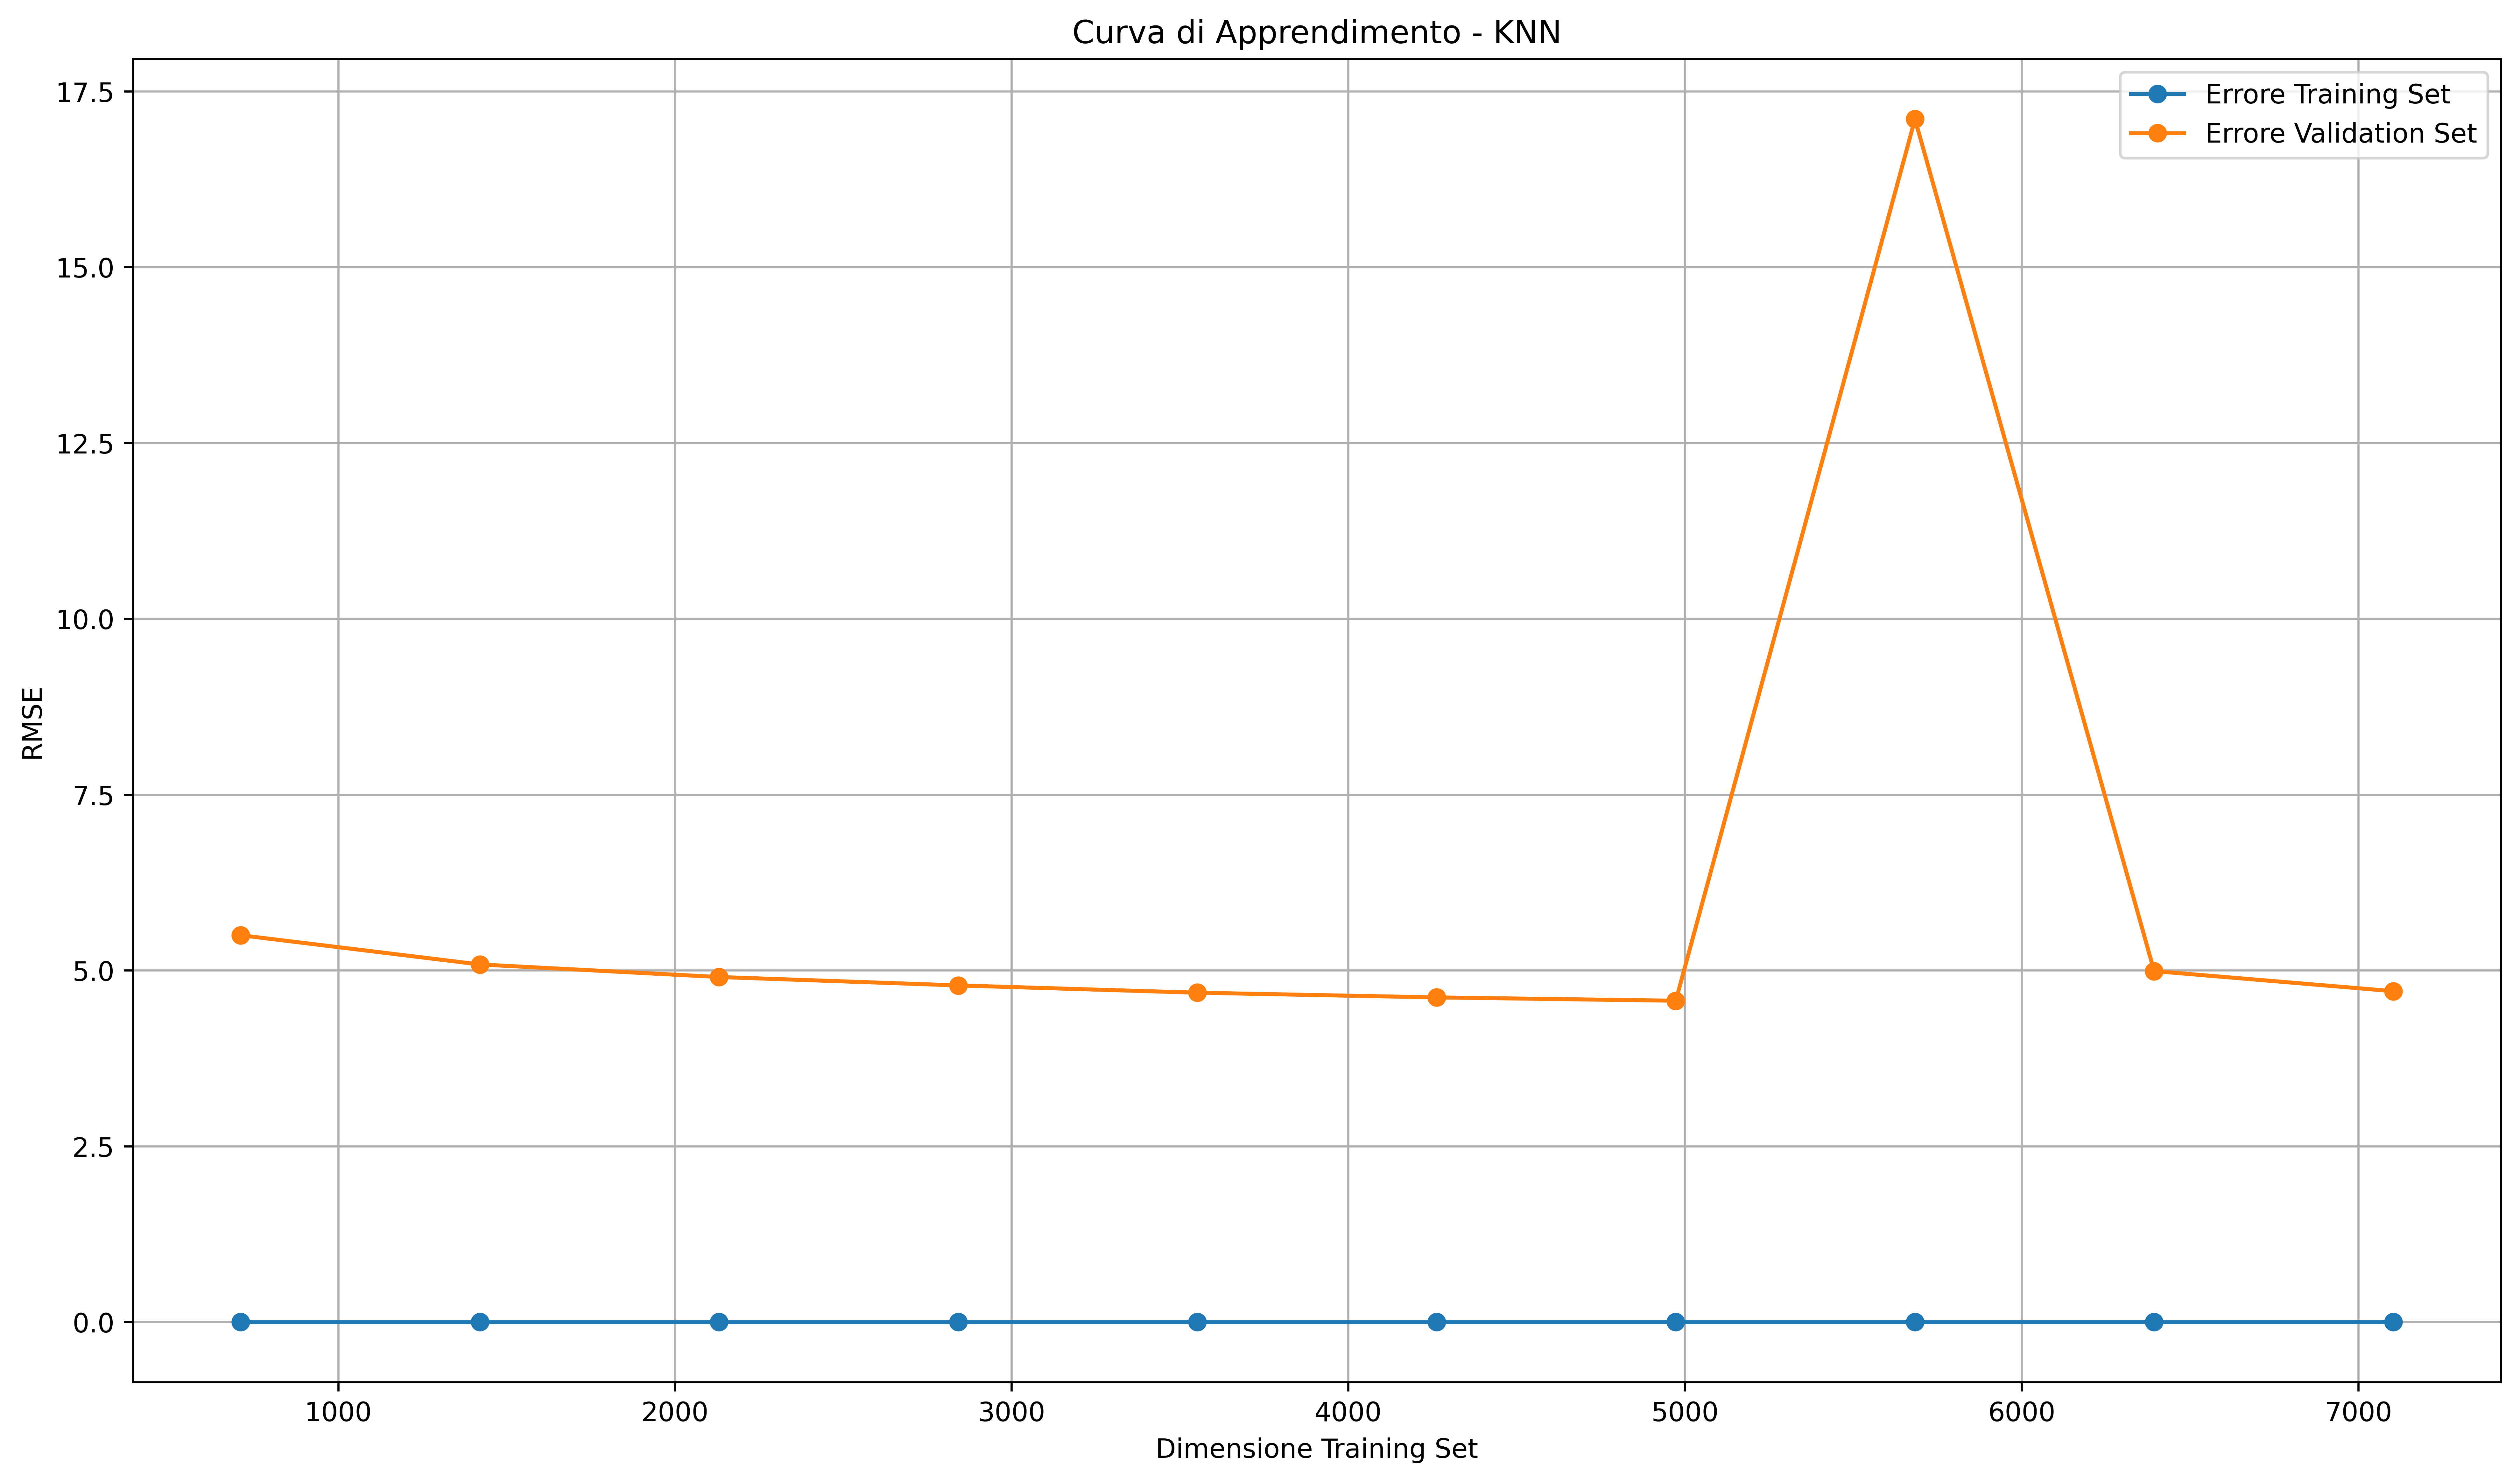 Curva di Apprendimento - KNN
Errore Training Set
Errore Validation Set
RMSE
17.5
15.0
12.5
10.0
7.5
5.0
2.5
0.0
1000 2000 3000 4000 5000 6000 7000
Dimensione Training Set